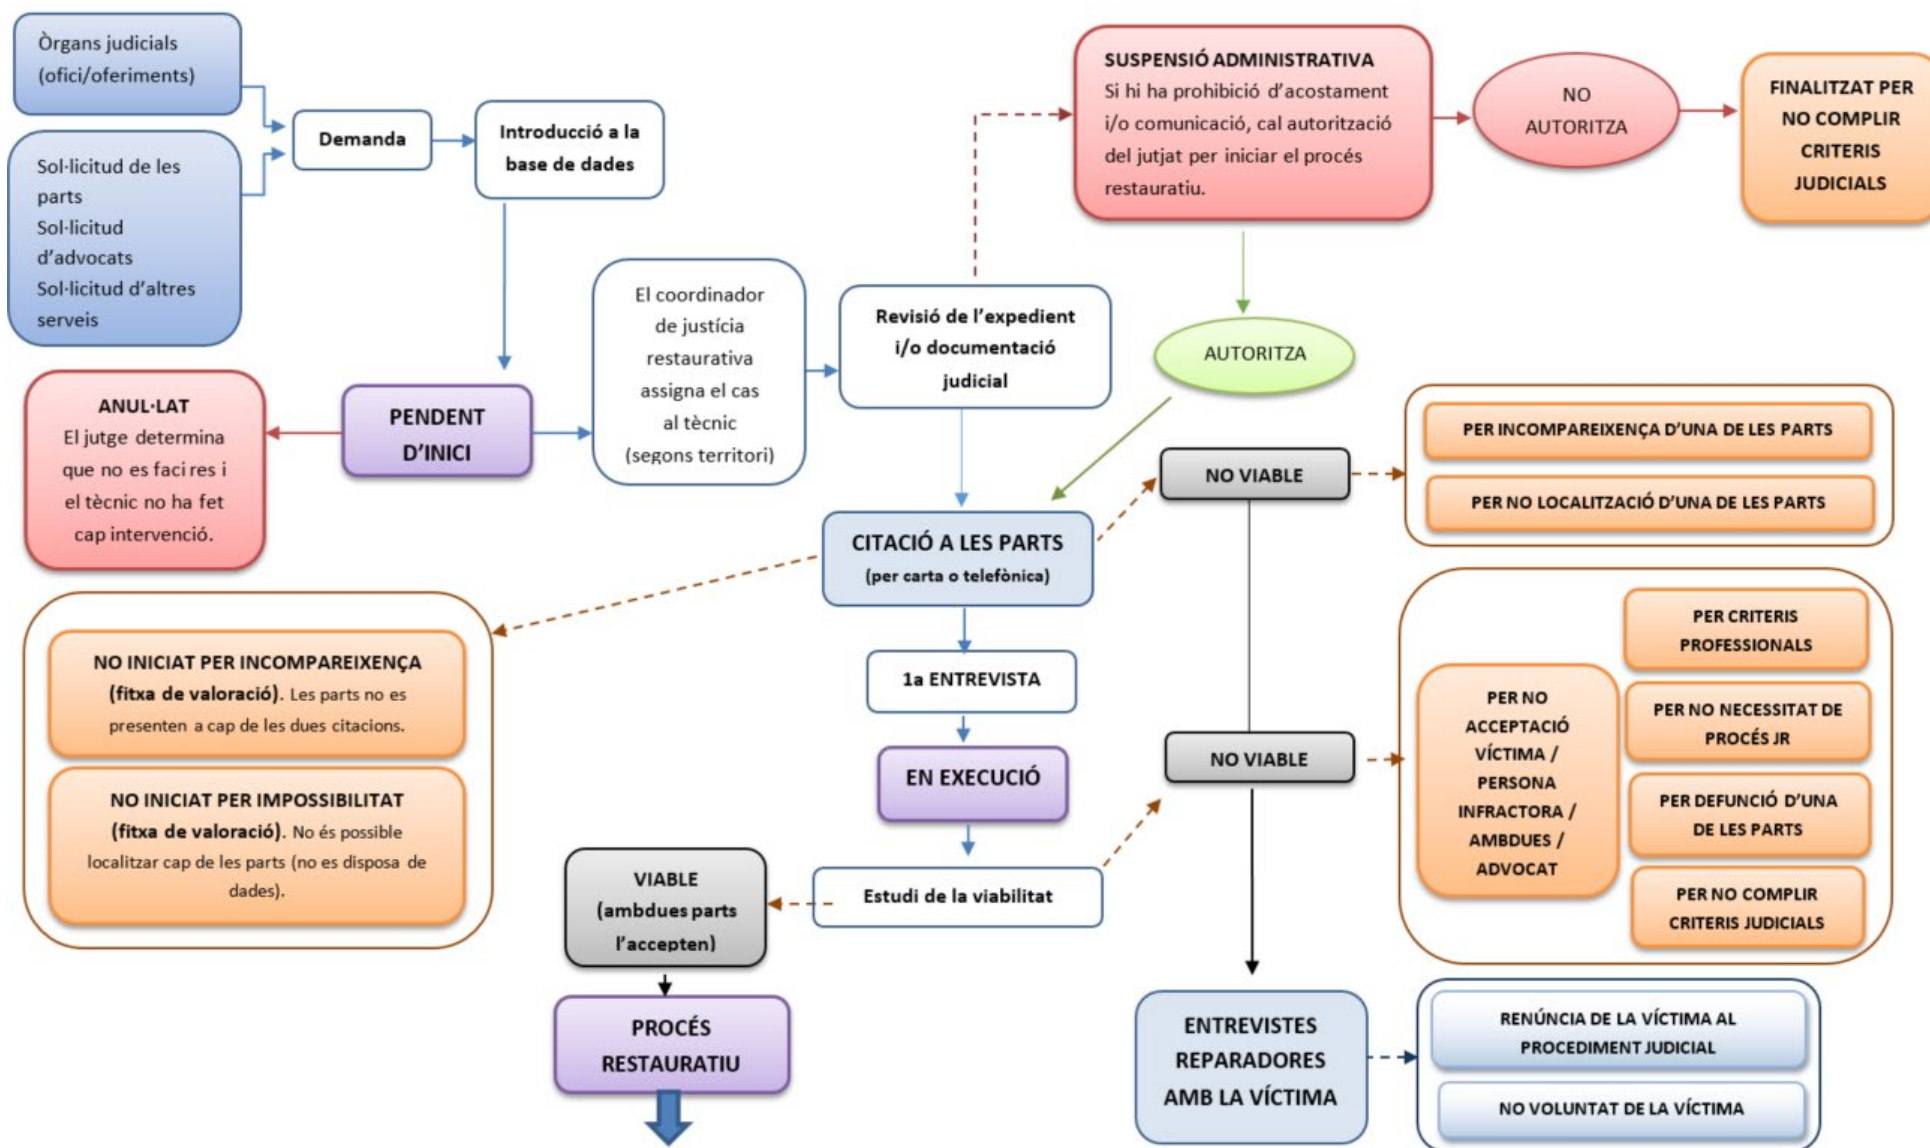 Òrgans judicials
(ofici/oferiments)
Sol·licitud de les
parts
Sol·licitud
d’advocats
Sol·licitud d’altres
serveis
Demanda
Introducció a la
base de dades
SUSPENSIÓ ADMINISTRATIVA
Si hi ha prohibició d’acostament
i/o comunicació, cal autorització
del jutjat per iniciar el procés
restauratiu.
NO
AUTORITZA
FINALITZAT PER
NO COMPLIR
CRITERIS
JUDICIALS
El coordinador
de justícia
restaurativa
assigna el cas
al tècnic
(segons territori)
Revisió de l’expedient
i/o documentació
judicial
AUTORITZA
ANUL·LAT
El jutge determina
que no es faci res i
el tècnic no ha fet
cap intervenció.
PENDENT
D’INICI
NO VIABLE
PER INCOMPAREIXENÇA D’UNA DE LES PARTS
PER NO LOCALITZACIÓ D’UNA DE LES PARTS
CITACIÓ A LES PARTS
(per carta o telefònica)
NO INICIAT PER INCOMPAREIXENÇA
(fitxa de valoració). Les parts no es
presenten a cap de les dues citacions.
NO INICIAT PER IMPOSSIBILITAT
(fitxa de valoració). No és possible
localitzar cap de les parts (no es disposa de
dades).
1a ENTREVISTA
EN EXECUCIÓ
NO VIABLE
PER NO
ACCEPTACIÓ
VÍCTIMA /
PERSONA
INFRACTORA /
AMBDUES /
ADVOCAT
PER CRITERIS
PROFESSIONALS
PER NO NECESSITAT DE
PROCÉS JR
PER DEFUNCIÓ D’UNA
DE LES PARTS
PER NO COMPLIR
CRITERIS JUDICIALS
VIABLE
(ambdues parts
l’accepten)
Estudi de la viabilitat
PROCÉS
RESTAURATIU
ENTREVISTES
REPARADORES
AMB LA VÍCTIMA
RENÚNCIA DE LA VÍCTIMA AL
PROCEDIMENT JUDICIAL
NO VOLUNTAT DE LA VÍCTIMA